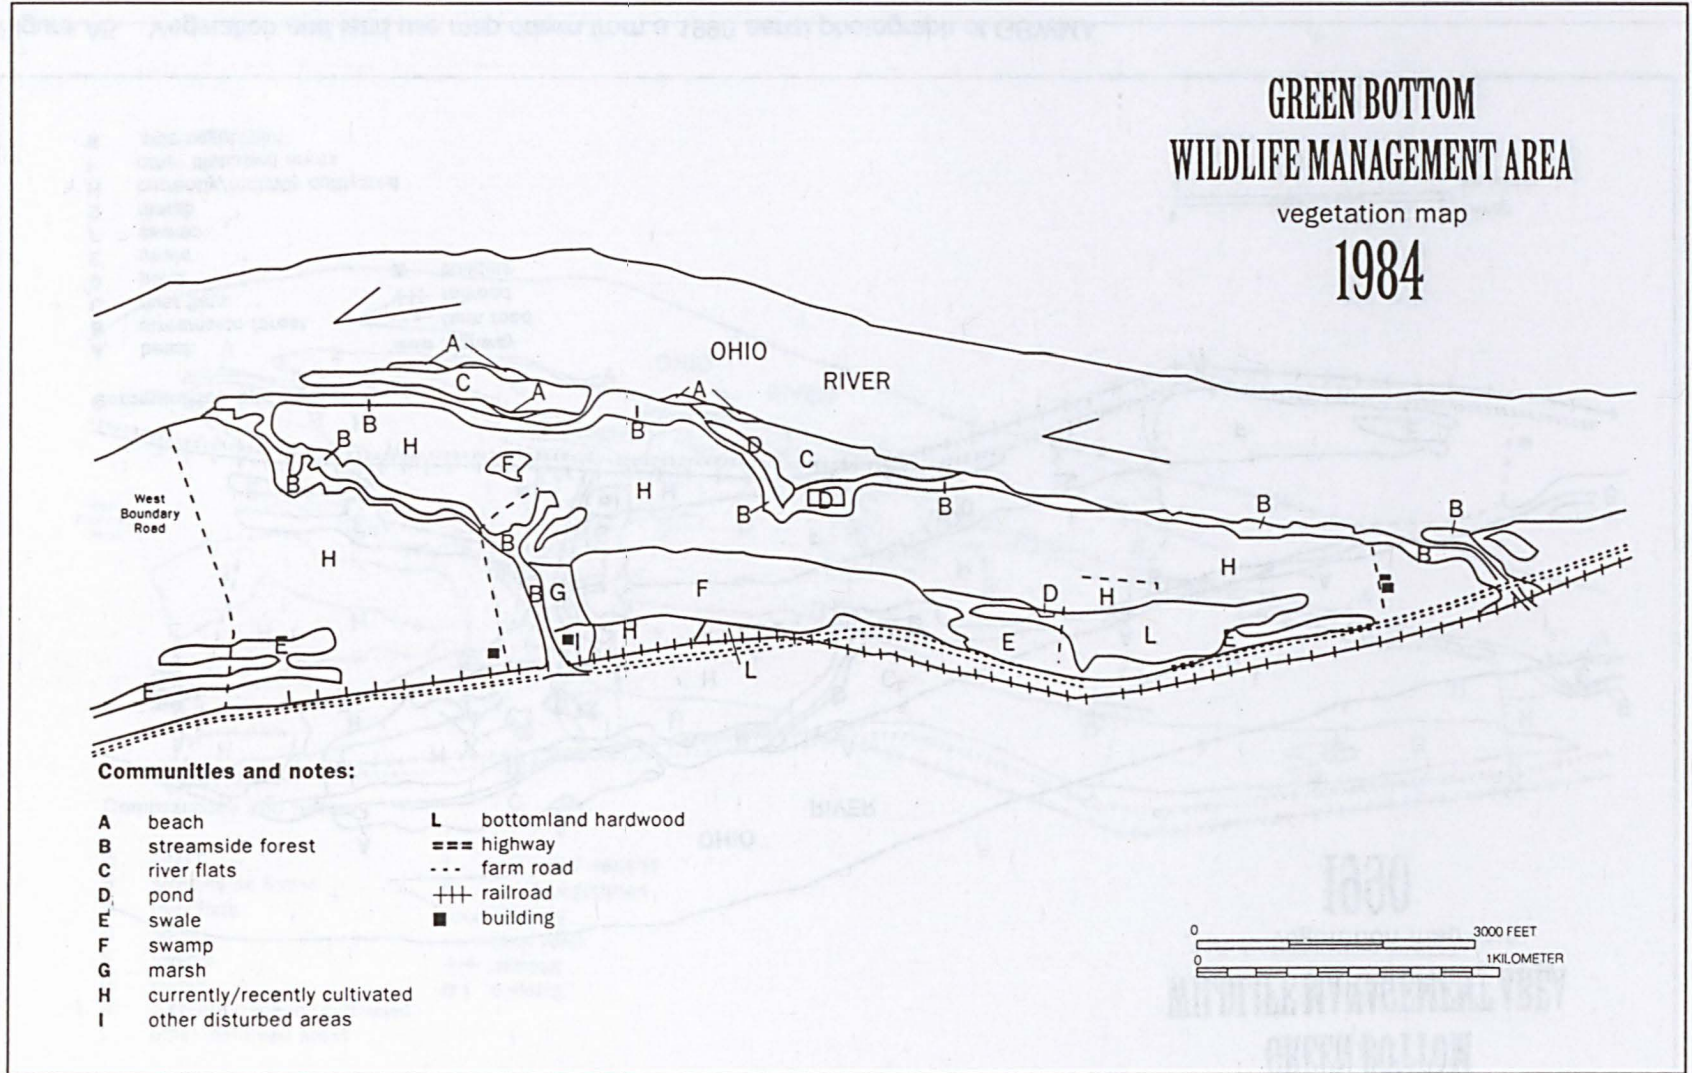 GREEN BOTTOM
WILDLIFE MANAGEMENT AREA
vegetation map
1984
OHIO
RIVER
A
C
A
A
B
B
H
B
F
B
H
D
C
D
B
B
B
B
B
West
Boundary
Road
H
B
B
G
F
D
H
H
E
H
I
L
E
L
E
E
Communities and notes:
A beach
B streamside forest
C river flats
D pond
E swale
F swamp
G marsh
H currently/recently cultivated
I other disturbed areas
L bottomland hardwood
highway
farm road
railroad
building
0 3000 FEET
0 1KILOMETER